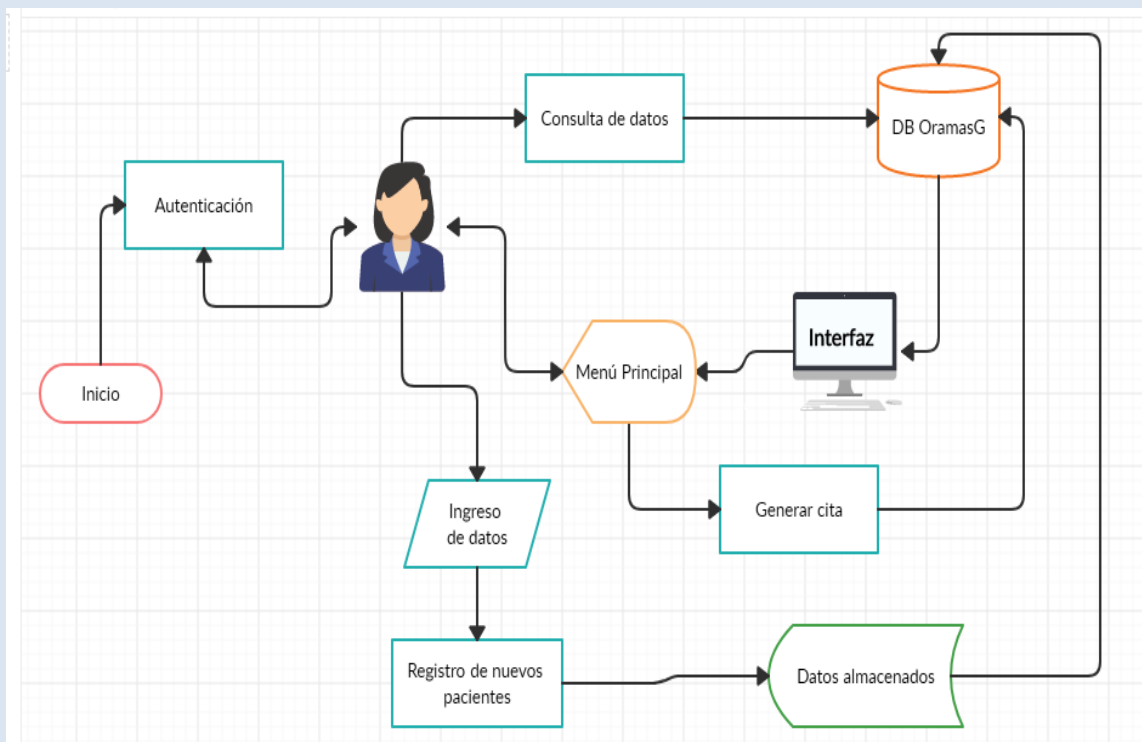 Consulta de datos
DB OramasG
Autenticación
Interfaz
Menú Principal
Inicio
Ingreso
de datos
Generar cita
Registro de nuevos
pacientes
Datos almacenados